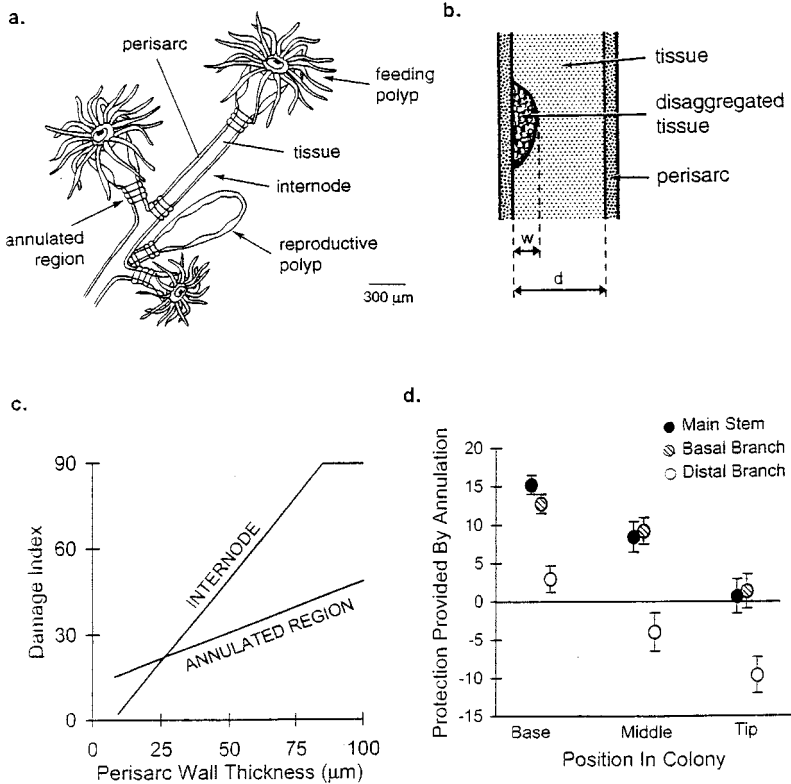 a.
perisarc
feeding
polyp
tissue
internode
annulated
region
reproductive
polyp
300 µm
b.
tissue
disaggregated
tissue
perisarc
w
d
c.
Damage Index
90
60
30
0
INTERNODE
ANNULATED REGION
0 25 50 75 100
Perisarc Wall Thickness (µm)
d.
Main Stem
Basal Branch
Distal Branch
Protection Provided By Annulation
20
15
10
5
0
-5
-10
-15
Base Middle Tip
Position In Colony